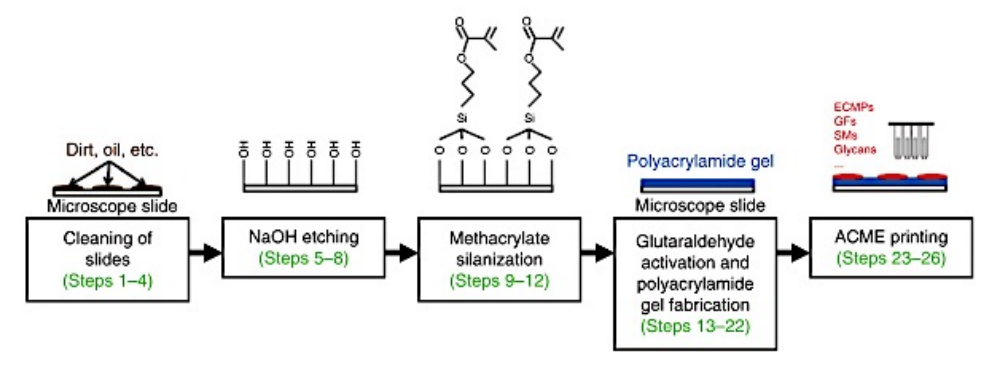 Dirt, oil, etc.
Microscope slide
Cleaning of
slides
(Steps 1–4)
OH OH OH OH OH OH
NaOH etching
(Steps 5–8)
O O
O O
Si Si
O O O O O O
Methacrylate
silanization
(Steps 9–12)
Polyacrylamide gel
Microscope slide
Glutaraldehyde
activation and
polyacrylamide
gel fabrication
(Steps 13–22)
ECMPs
GFs
SMs
Glycans
...
ACME printing
(Steps 23–26)